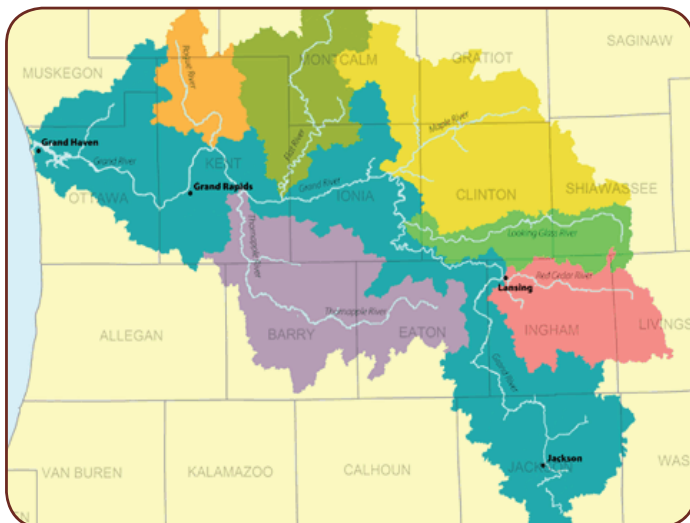 SAGINAW
MONTCALM
GRATIOT
MUSKEGON
Rogue River
Maple River
Flat River
Grand Haven
Grand River
KENT
Grand Rapids
Grand River
IONIA
CLINTON
SHIAWASSEE
OTTAWA
Thornapple River
Looking Glass River
Red Cedar River
Lansing
Thornapple River
ALLEGAN
BARRY
EATON
INGHAM
LIVINGS
Grand River
Jackson
JACKSON
WAS
VAN BUREN
KALAMAZOO
CALHOUN
EN